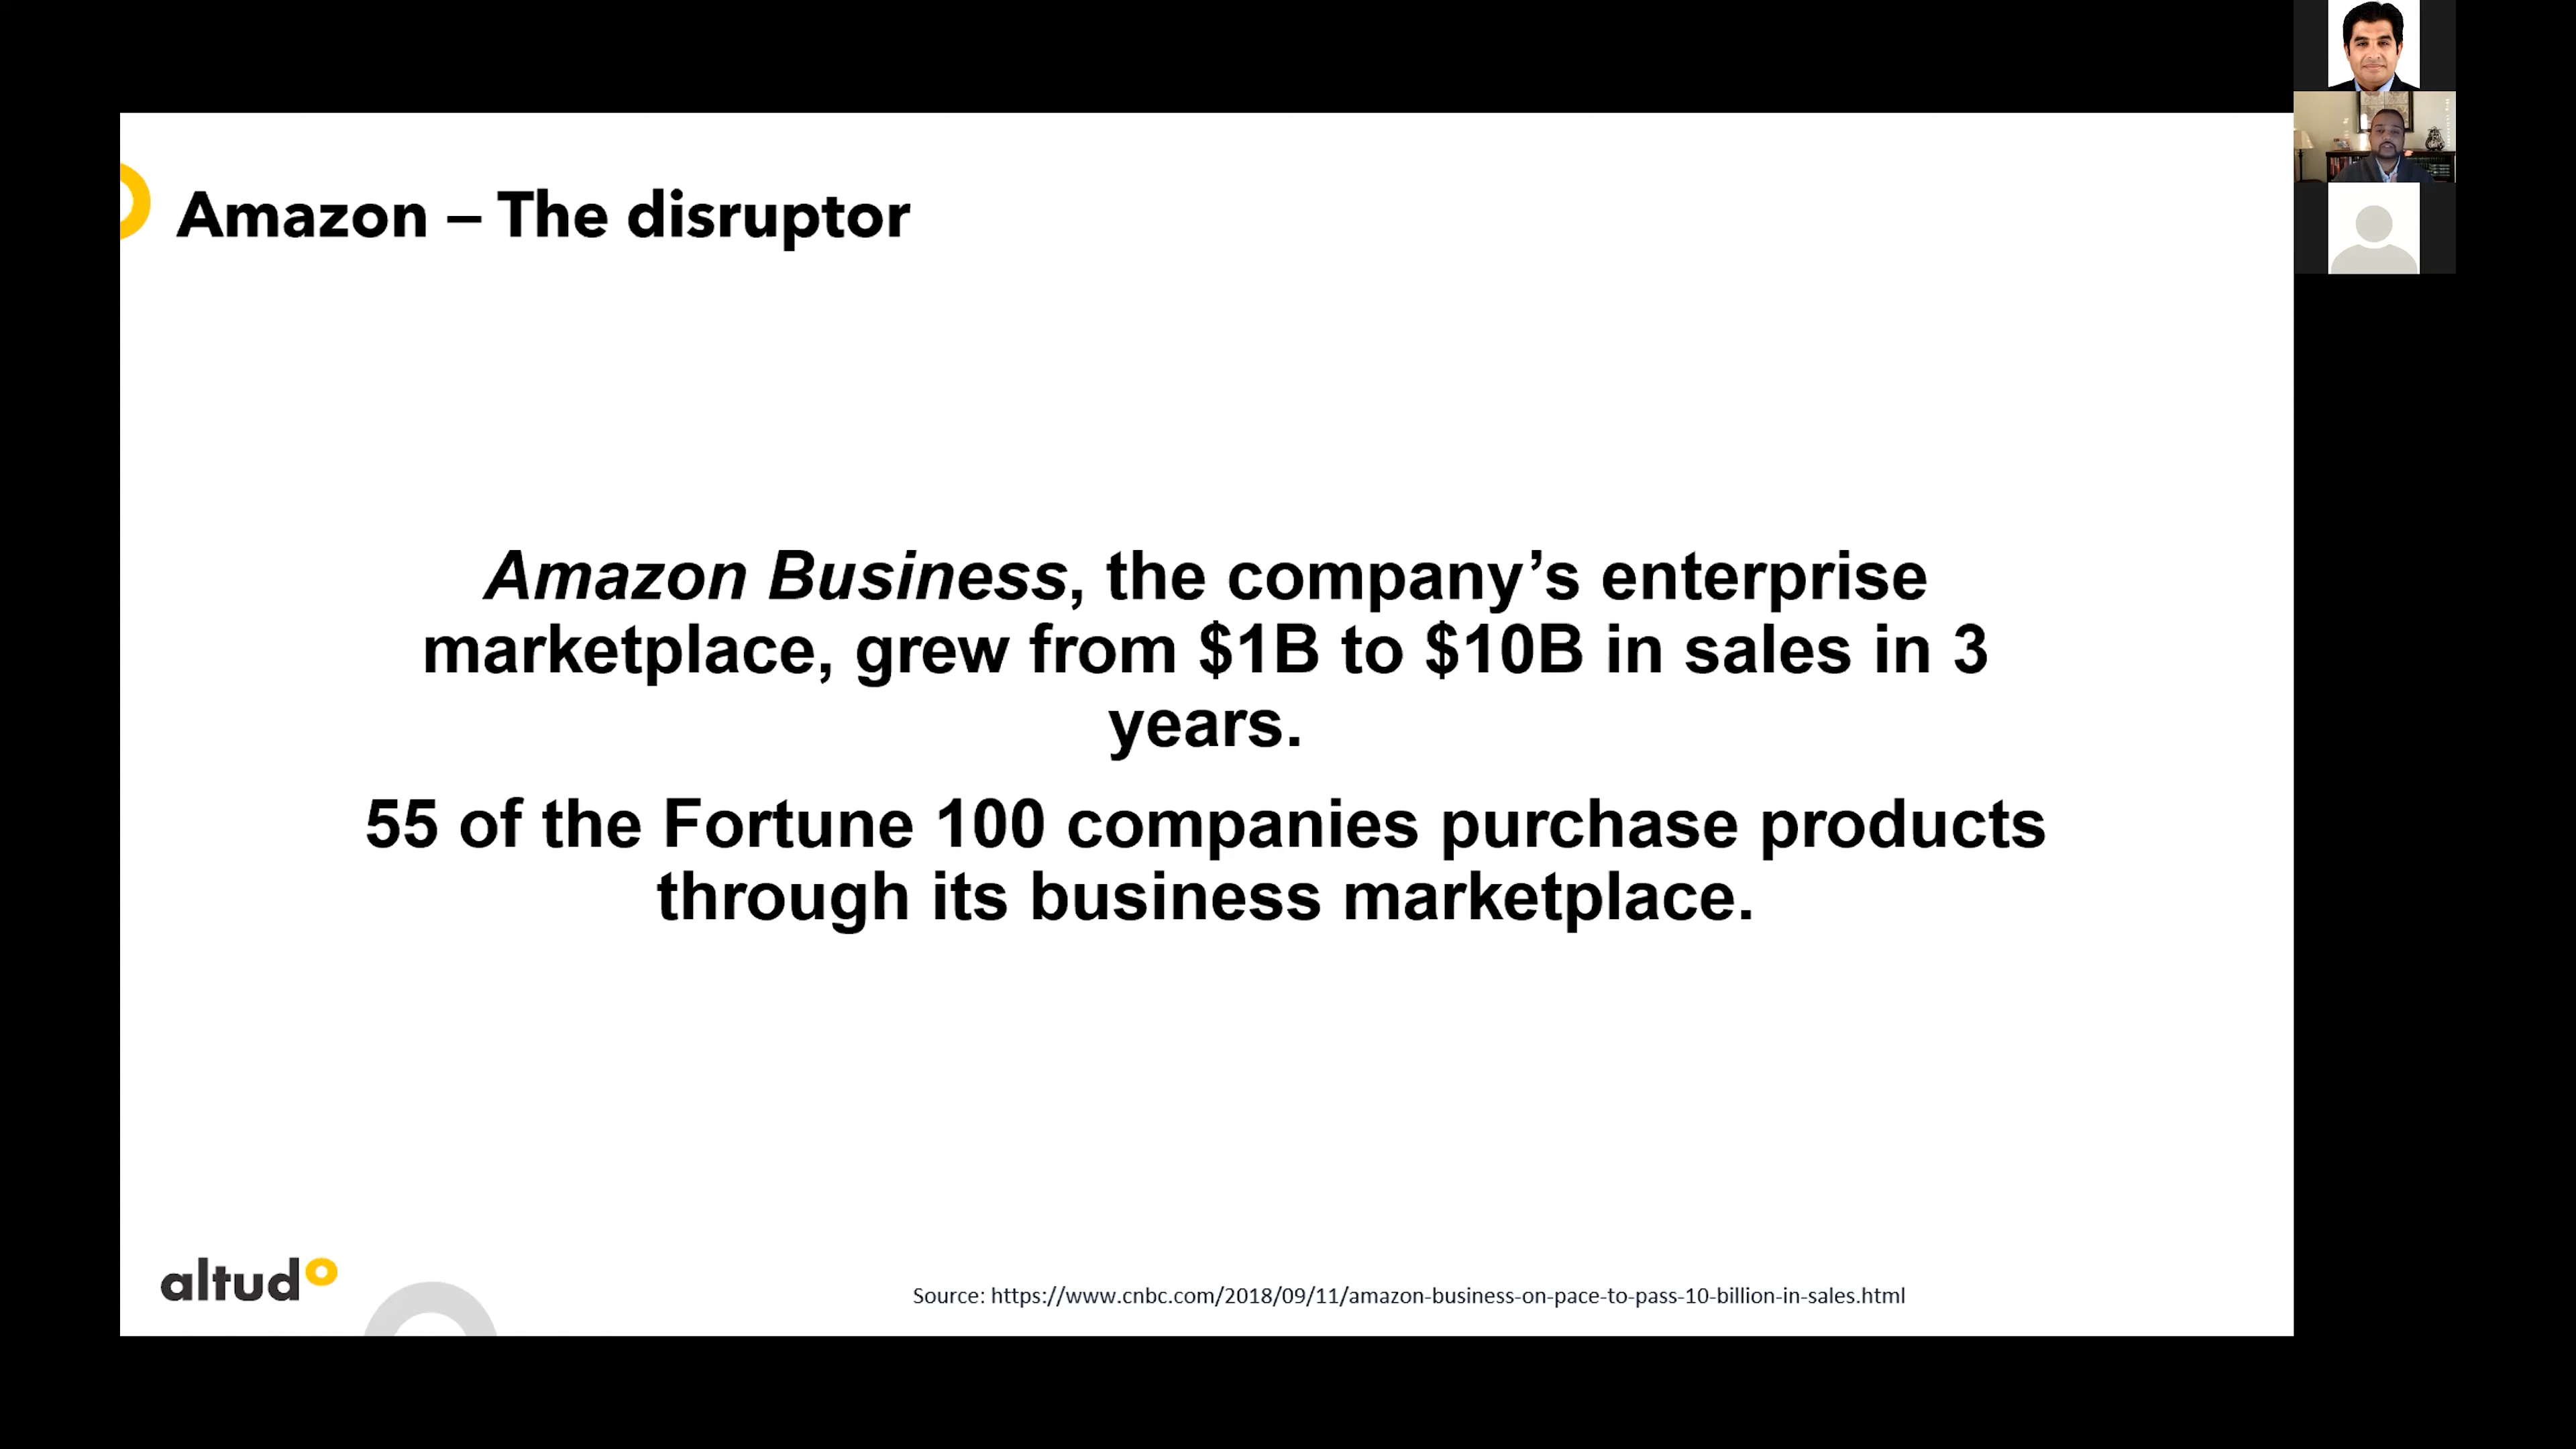 Amazon – The disruptor
Amazon Business, the company’s enterprise
marketplace, grew from $1B to $10B in sales in 3
years.
55 of the Fortune 100 companies purchase products
through its business marketplace.
altudo
Source: https://www.cnbc.com/2018/09/11/amazon-business-on-pace-to-pass-10-billion-in-sales.html